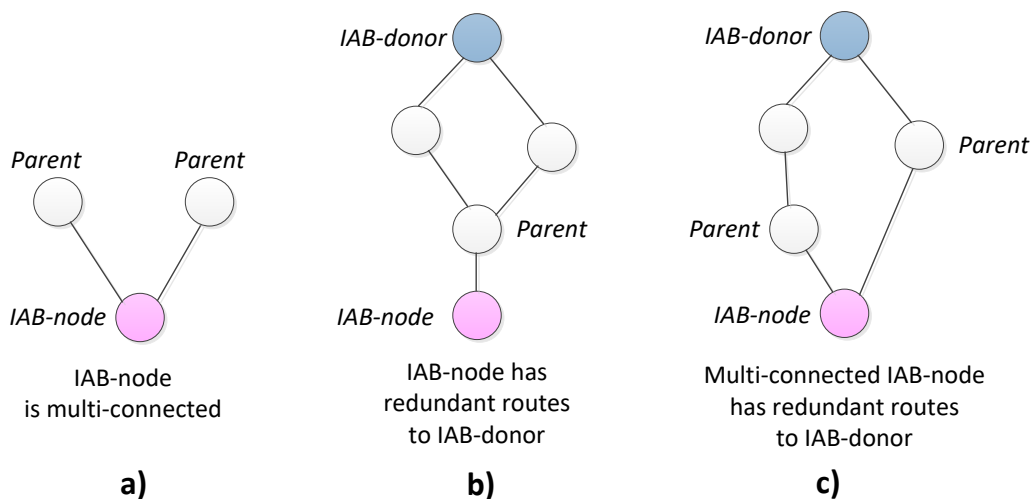 Parent
Parent
IAB-node
IAB-node
is multi-connected
a)
IAB-donor
Parent
IAB-node
IAB-node has
redundant routes
to IAB-donor
b)
IAB-donor
Parent
Parent
IAB-node
Multi-connected IAB-node
has redundant routes
to IAB-donor
c)